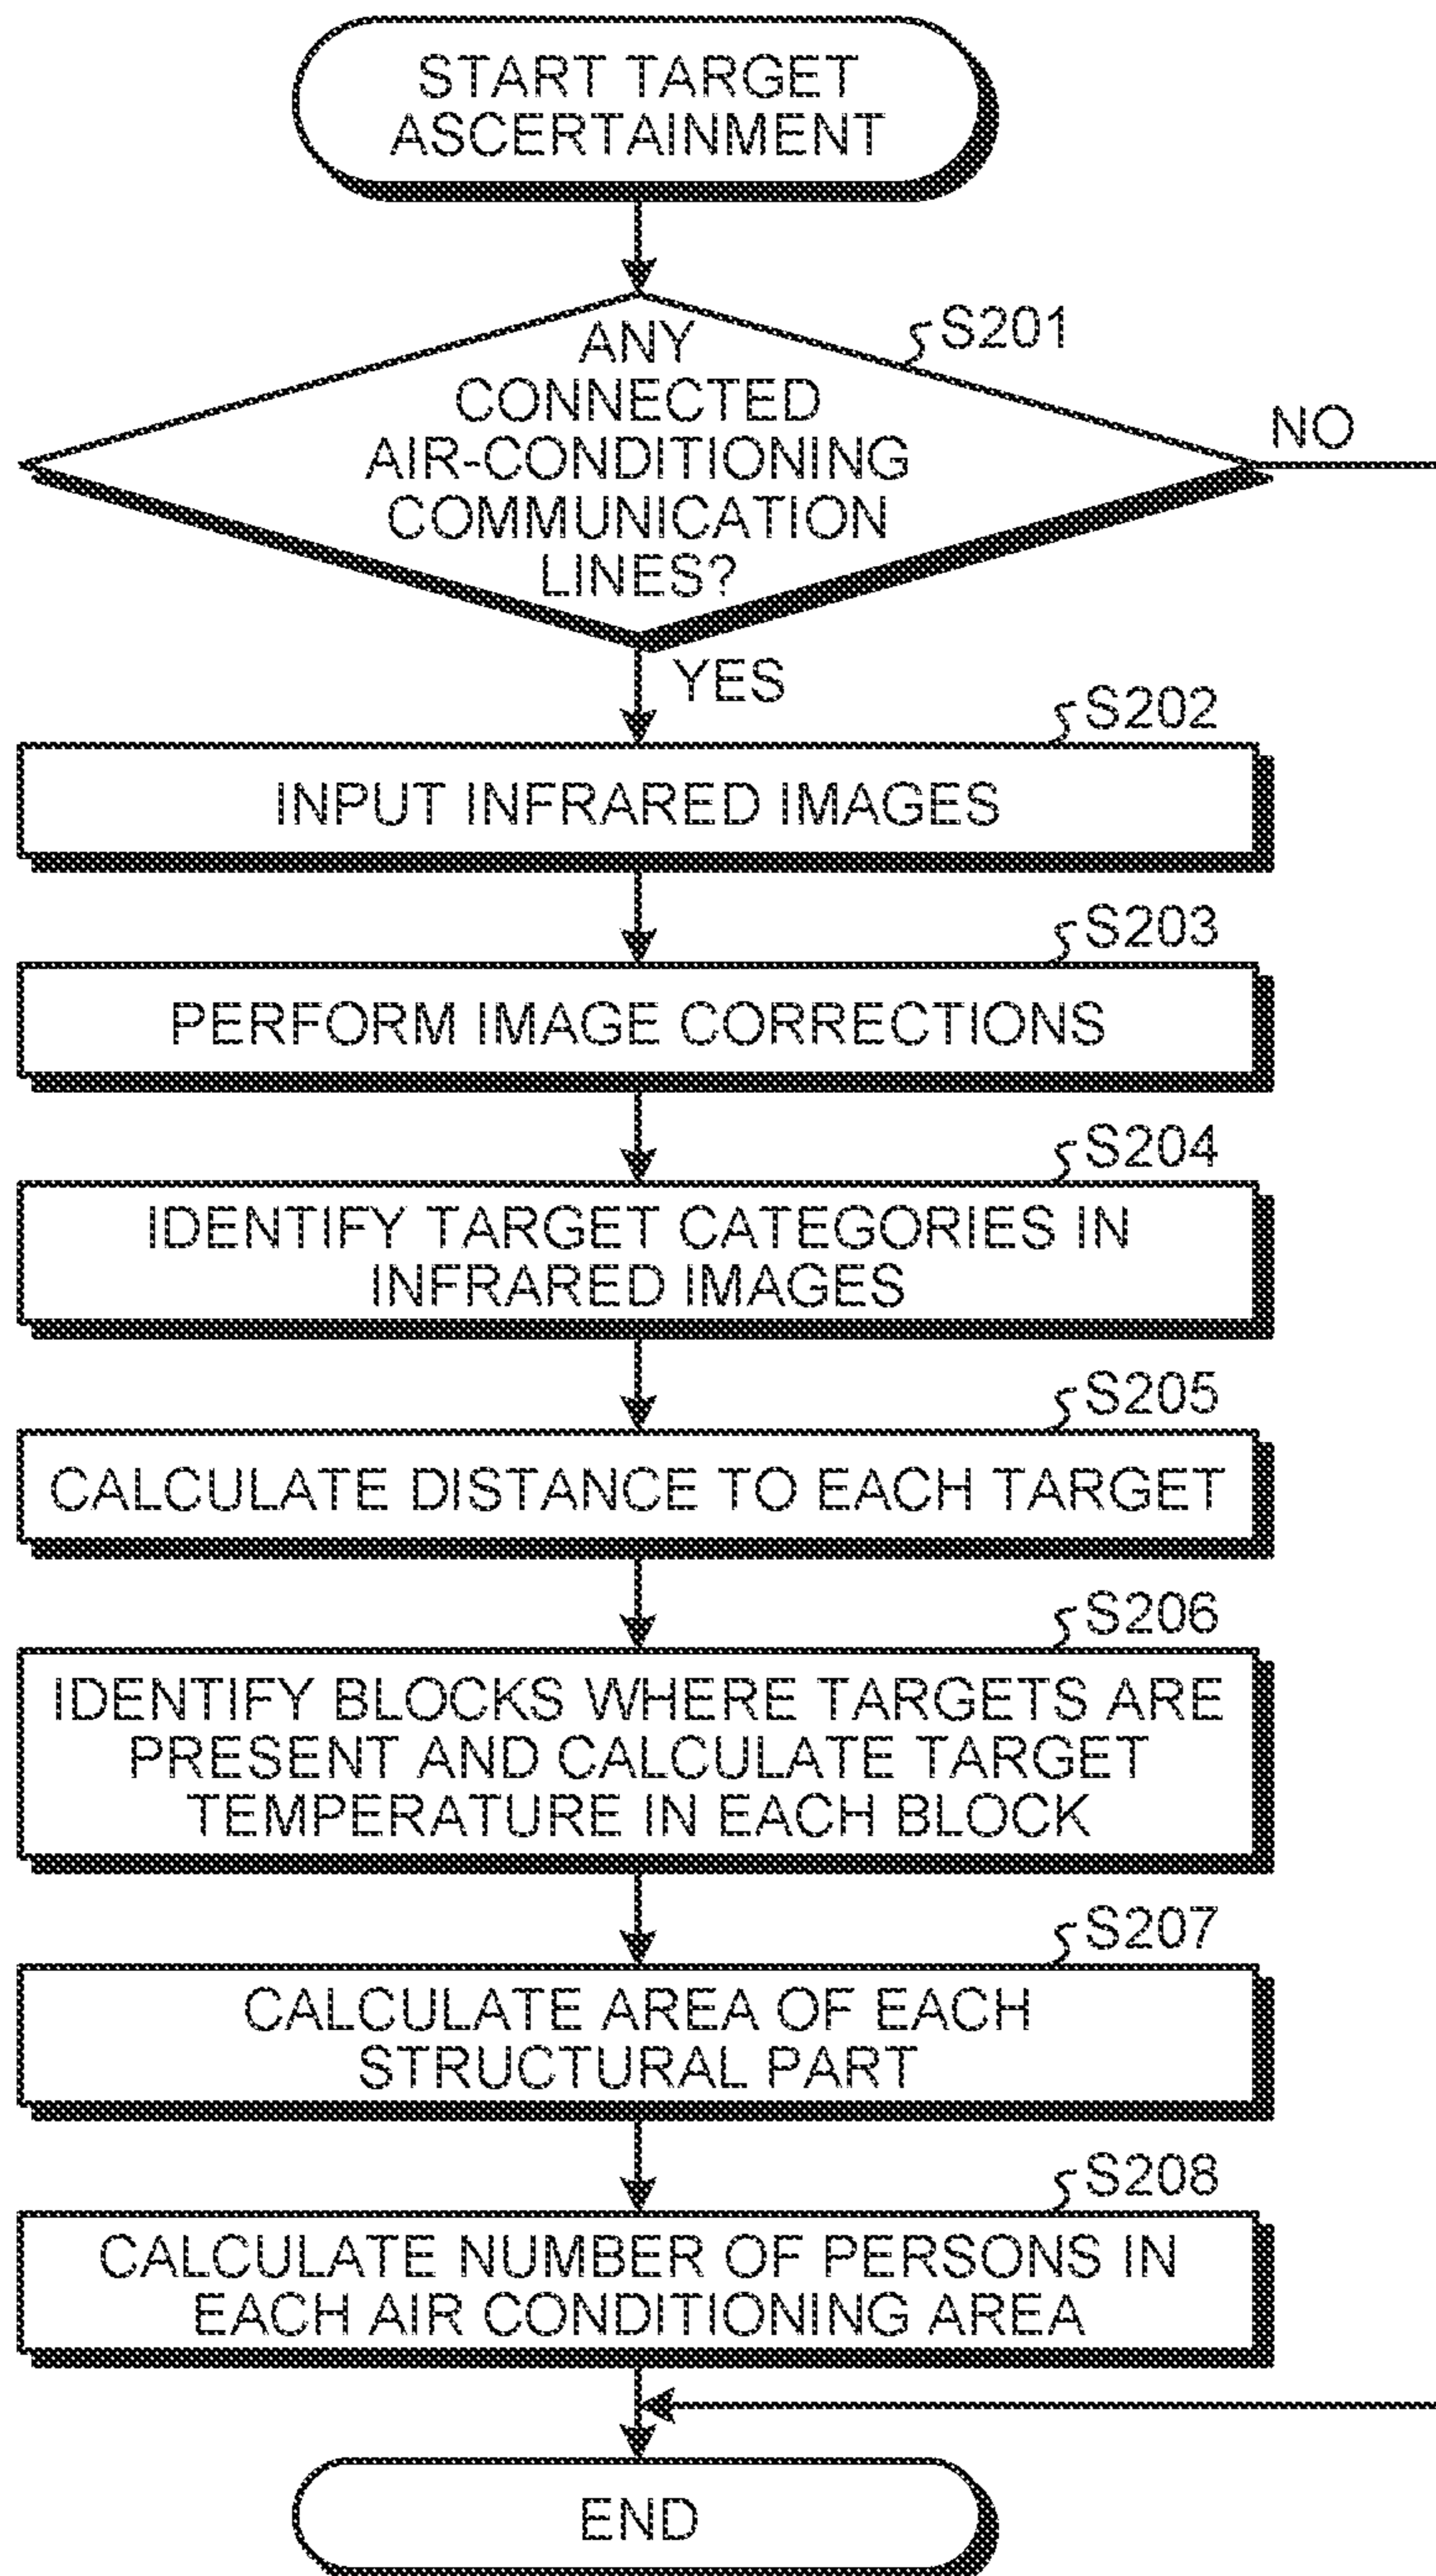 START TARGET
ASCERTAINMENT
S201
ANY
CONNECTED
AIR-CONDITIONING
COMMUNICATION
LINES?
NO
YES
S202
INPUT INFRARED IMAGES
S203
PERFORM IMAGE CORRECTIONS
S204
IDENTIFY TARGET CATEGORIES IN
INFRARED IMAGES
S205
CALCULATE DISTANCE TO EACH TARGET
S206
IDENTIFY BLOCKS WHERE TARGETS ARE
PRESENT AND CALCULATE TARGET
TEMPERATURE IN EACH BLOCK
S207
CALCULATE AREA OF EACH
STRUCTURAL PART
S208
CALCULATE NUMBER OF PERSONS IN
EACH AIR CONDITIONING AREA
END